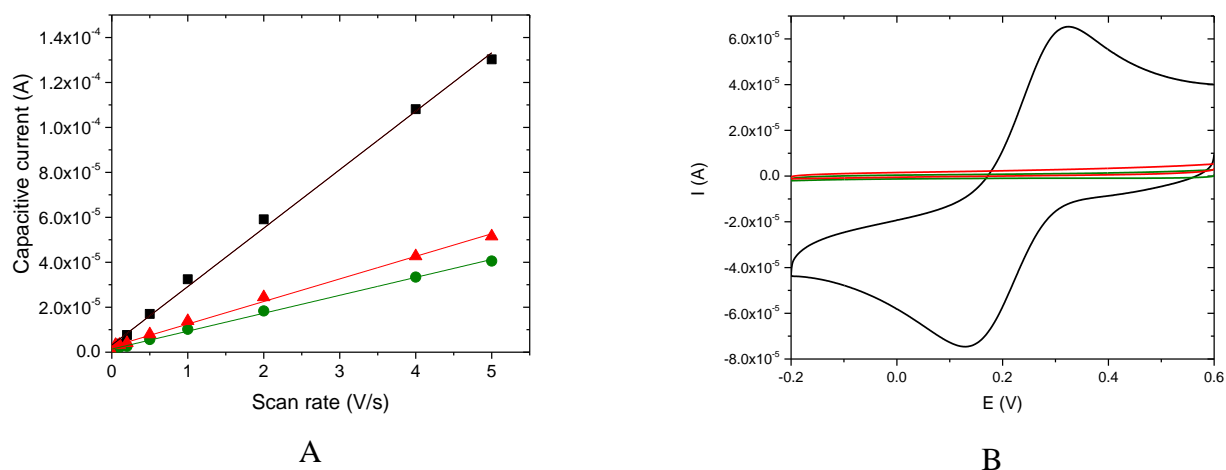 1.4x10⁻⁴
1.2x10⁻⁴
1.0x10⁻⁴
8.0x10⁻⁵
6.0x10⁻⁵
4.0x10⁻⁵
2.0x10⁻⁵
0.0
Capacitive current (A)
0 1 2 3 4 5
Scan rate (V/s)
A
6.0x10⁻⁵
4.0x10⁻⁵
2.0x10⁻⁵
0.0
-2.0x10⁻⁵
-4.0x10⁻⁵
-6.0x10⁻⁵
-8.0x10⁻⁵
I (A)
-0.2 0.0 0.2 0.4 0.6
E (V)
B